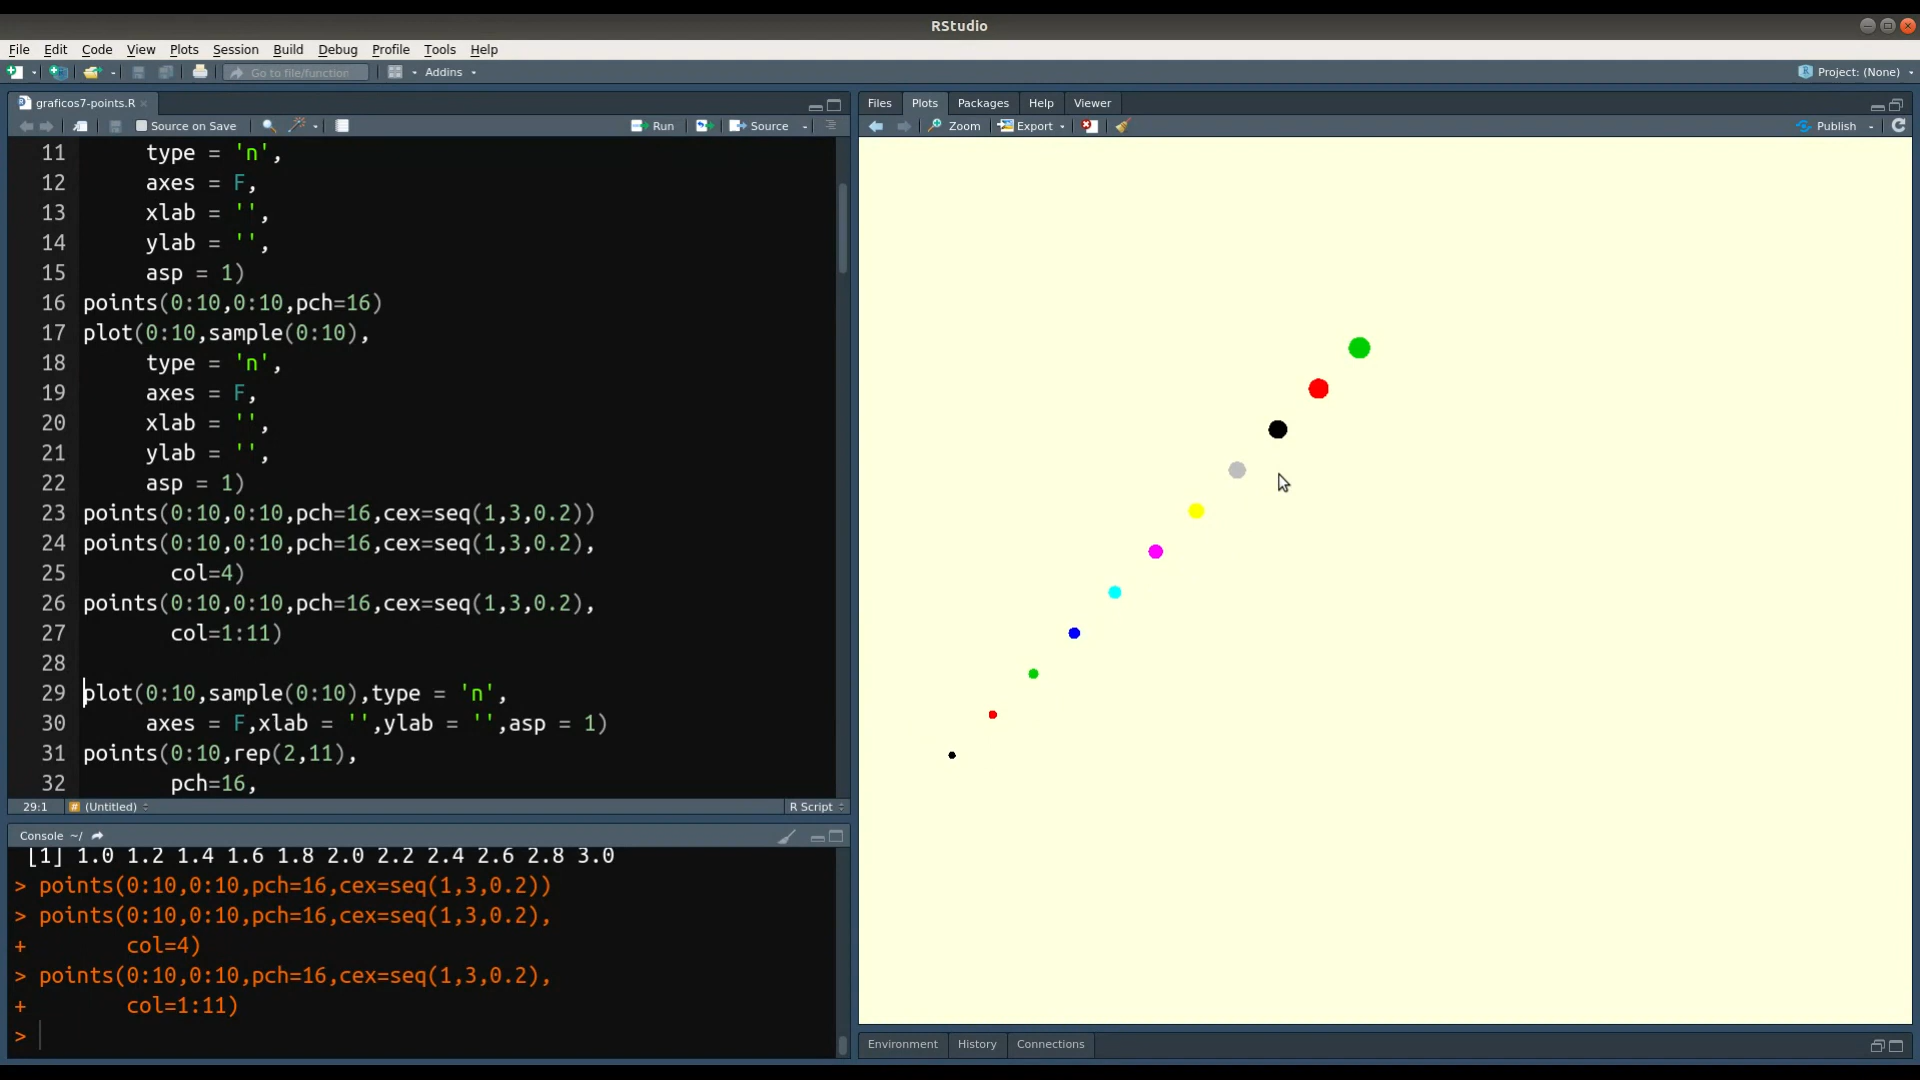 RStudio
File Edit Code View Plots Session Build Debug Profile Tools Help
Go to file/function Addins Project: (None)
graficos7-points.R
Source on Save Run Source
11 type = 'n',
12 axes = F,
13 xlab = '',
14 ylab = '',
15 asp = 1)
16 points(0:10,0:10,pch=16)
17 plot(0:10,sample(0:10),
18 type = 'n',
19 axes = F,
20 xlab = '',
21 ylab = '',
22 asp = 1)
23 points(0:10,0:10,pch=16,cex=seq(1,3,0.2))
24 points(0:10,0:10,pch=16,cex=seq(1,3,0.2),
25 col=4)
26 points(0:10,0:10,pch=16,cex=seq(1,3,0.2),
27 col=1:11)
28
29 plot(0:10,sample(0:10),type = 'n',
30 axes = F,xlab = '',ylab = '',asp = 1)
31 points(0:10,rep(2,11),
32 pch=16,
29:1 # (Untitled) R Script
Console ~/
[1] 1.0 1.2 1.4 1.6 1.8 2.0 2.2 2.4 2.6 2.8 3.0
> points(0:10,0:10,pch=16,cex=seq(1,3,0.2))
> points(0:10,0:10,pch=16,cex=seq(1,3,0.2),
+ col=4)
> points(0:10,0:10,pch=16,cex=seq(1,3,0.2),
+ col=1:11)
>
Files Plots Packages Help Viewer
Zoom Export Publish
Environment History Connections